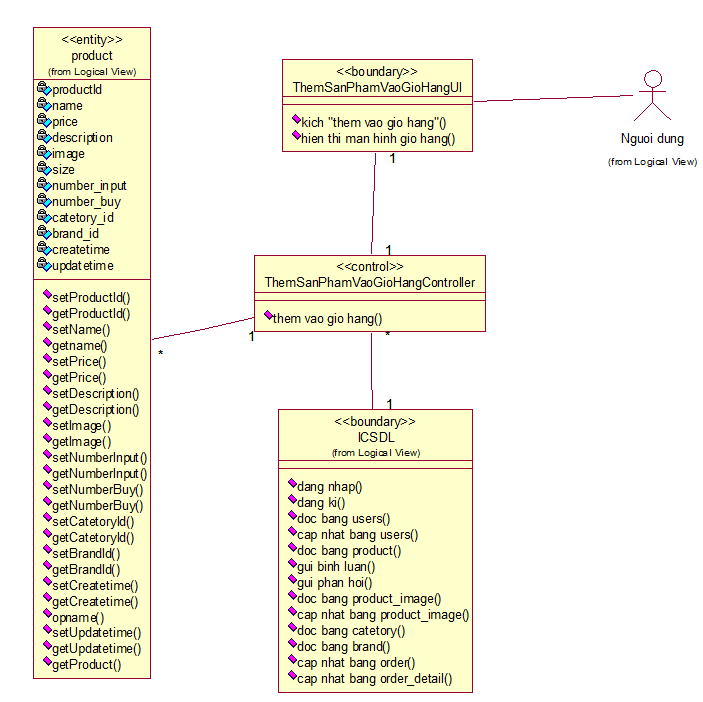 <<entity>>
product
(from Logical View)
productId
name
price
description
image
size
number_input
number_buy
catetory_id
brand_id
createtime
updatetime
setProductId()
getProductId()
setName()
getname()
setPrice()
getPrice()
setDescription()
getDescription()
setImage()
getImage()
setNumberInput()
getNumberInput()
setNumberBuy()
getNumberBuy()
setCatetoryId()
getCatetoryId()
setBrandId()
getBrandId()
setCreatetime()
getCreatetime()
opname()
setUpdatetime()
getUpdatetime()
getProduct()
<<boundary>>
ThemSanPhamVaoGioHangUI
kich "them vao gio hang"()
hien thi man hinh gio hang()
Nguoi dung
(from Logical View)
1
1
<<control>>
ThemSanPhamVaoGioHangController
them vao gio hang()
1
*
*
1
<<boundary>>
ICSDL
(from Logical View)
dang nhap()
dang ki()
doc bang users()
cap nhat bang users()
doc bang product()
gui binh luan()
gui phan hoi()
doc bang product_image()
cap nhat bang product_image()
doc bang catetory()
doc bang brand()
cap nhat bang order()
cap nhat bang order_detail()